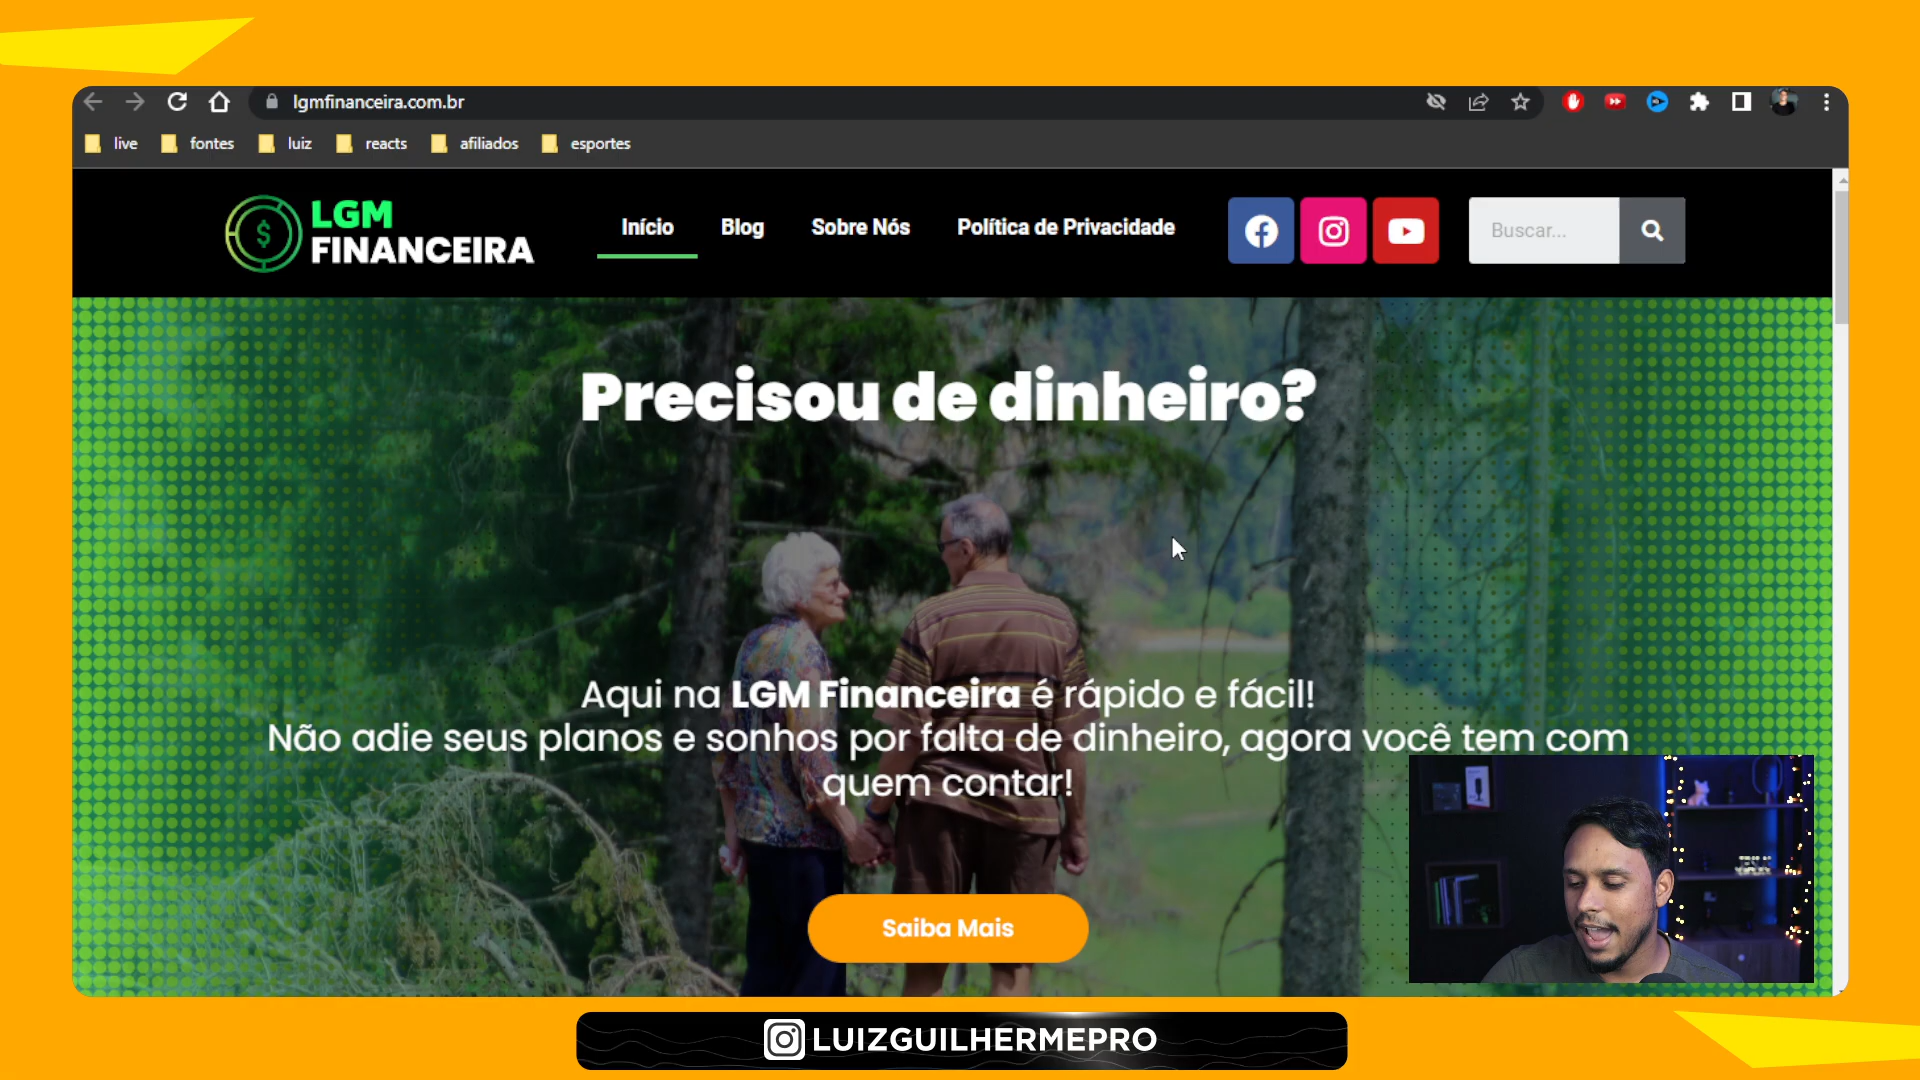 lgmfinanceira.com.br
live fontes luiz reacts afiliados esportes
LGM
FINANCEIRA
Início Blog Sobre Nós Política de Privacidade
Buscar...
Precisou de dinheiro?
Aqui na LGM Financeira é rápido e fácil!
Não adie seus planos e sonhos por falta de dinheiro, agora você tem com
quem contar!
Saiba Mais
LUIZGUILHERMEPRO